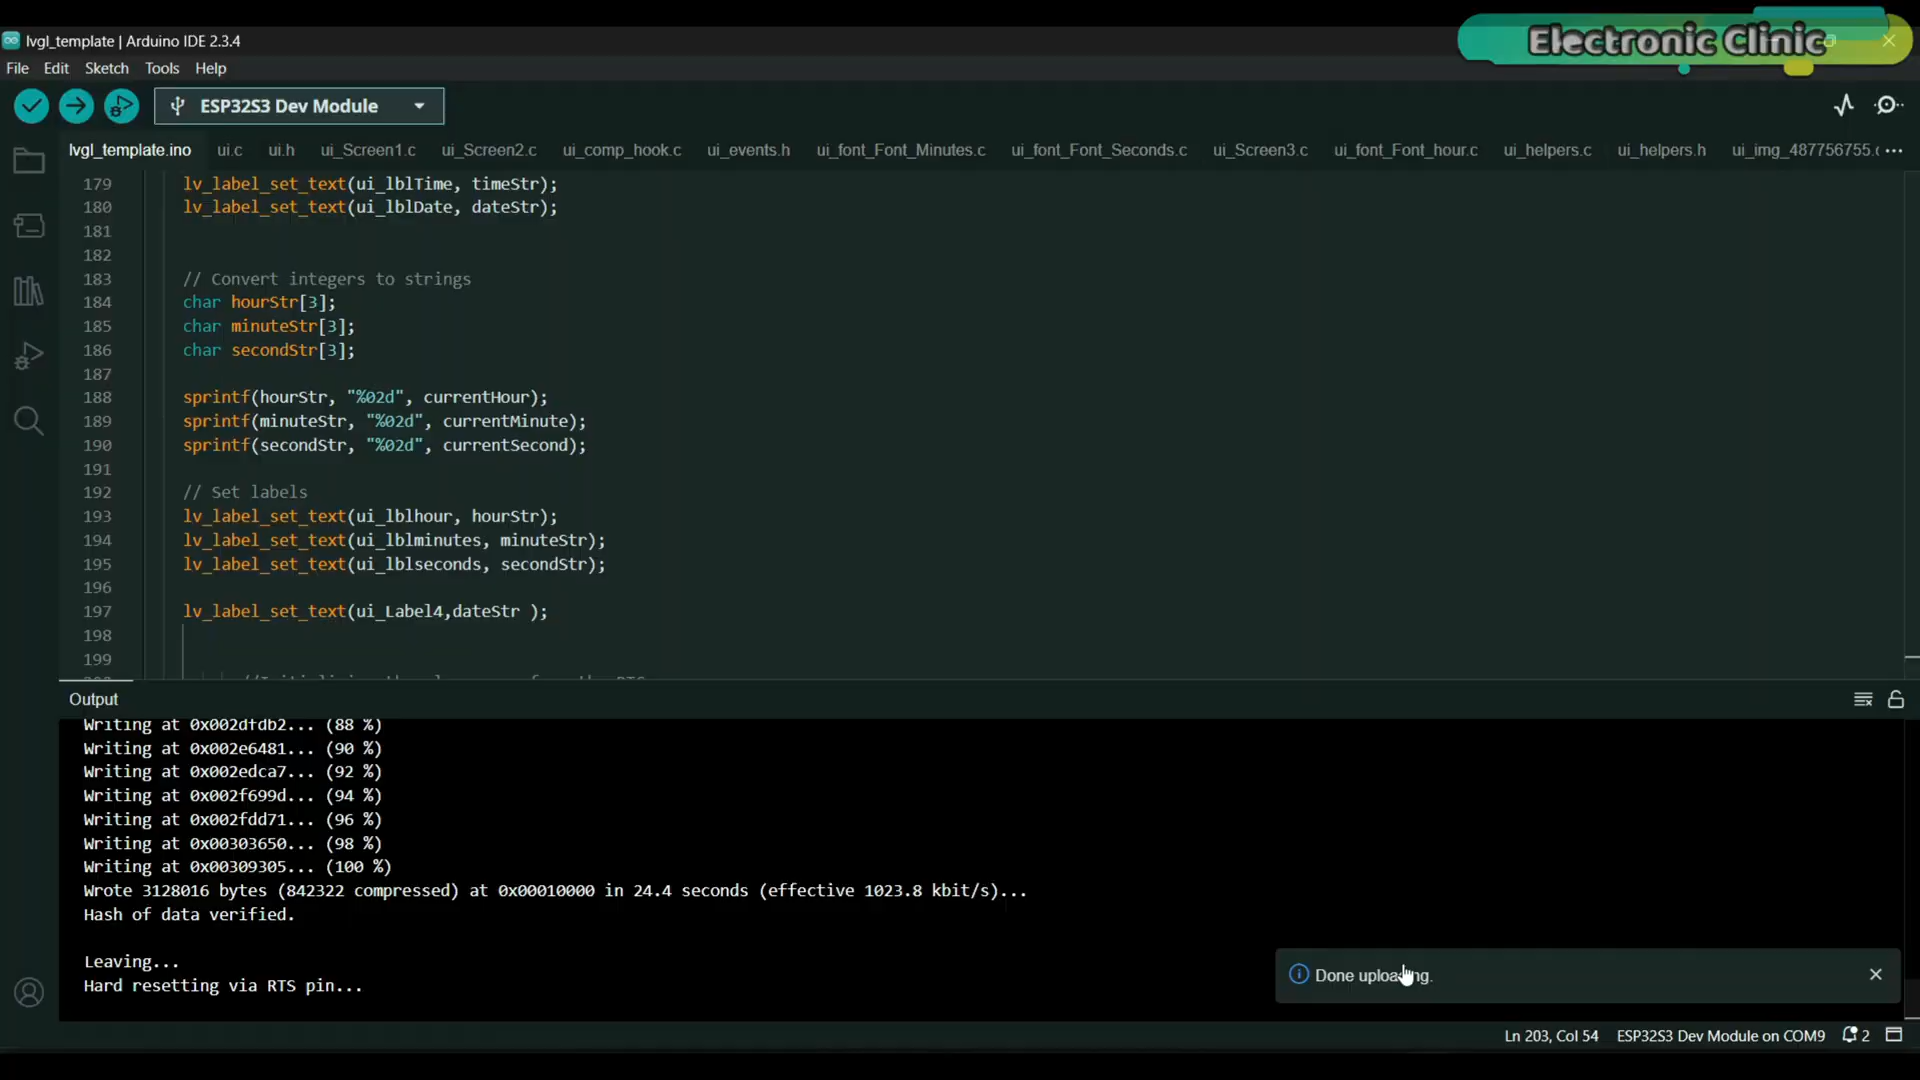 Electronic Clinic
lvgl_template | Arduino IDE 2.3.4
File Edit Sketch Tools Help
ESP32S3 Dev Module
lvgl_template.ino ui.c ui.h ui_Screen1.c ui_Screen2.c ui_comp_hook.c ui_events.h ui_font_Font_Minutes.c ui_font_Font_Seconds.c ui_Screen3.c ui_font_Font_hour.c ui_helpers.c ui_helpers.h ui_img_487756755.c ...
179 lv_label_set_text(ui_lblTime, timeStr);
180 lv_label_set_text(ui_lblDate, dateStr);
181
182
183 // Convert integers to strings
184 char hourStr[3];
185 char minuteStr[3];
186 char secondStr[3];
187
188 sprintf(hourStr, "%02d", currentHour);
189 sprintf(minuteStr, "%02d", currentMinute);
190 sprintf(secondStr, "%02d", currentSecond);
191
192 // Set labels
193 lv_label_set_text(ui_lblhour, hourStr);
194 lv_label_set_text(ui_lblminutes, minuteStr);
195 lv_label_set_text(ui_lblseconds, secondStr);
196
197 lv_label_set_text(ui_Label4,dateStr );
198
199
Output
Writing at 0x002dfdb2... (88 %)
Writing at 0x002e6481... (90 %)
Writing at 0x002edca7... (92 %)
Writing at 0x002f699d... (94 %)
Writing at 0x002fdd71... (96 %)
Writing at 0x00303650... (98 %)
Writing at 0x00309305... (100 %)
Wrote 3128016 bytes (842322 compressed) at 0x00010000 in 24.4 seconds (effective 1023.8 kbit/s)...
Hash of data verified.
Leaving...
Hard resetting via RTS pin...
Done uploading.
Ln 203, Col 54 ESP32S3 Dev Module on COM9 2